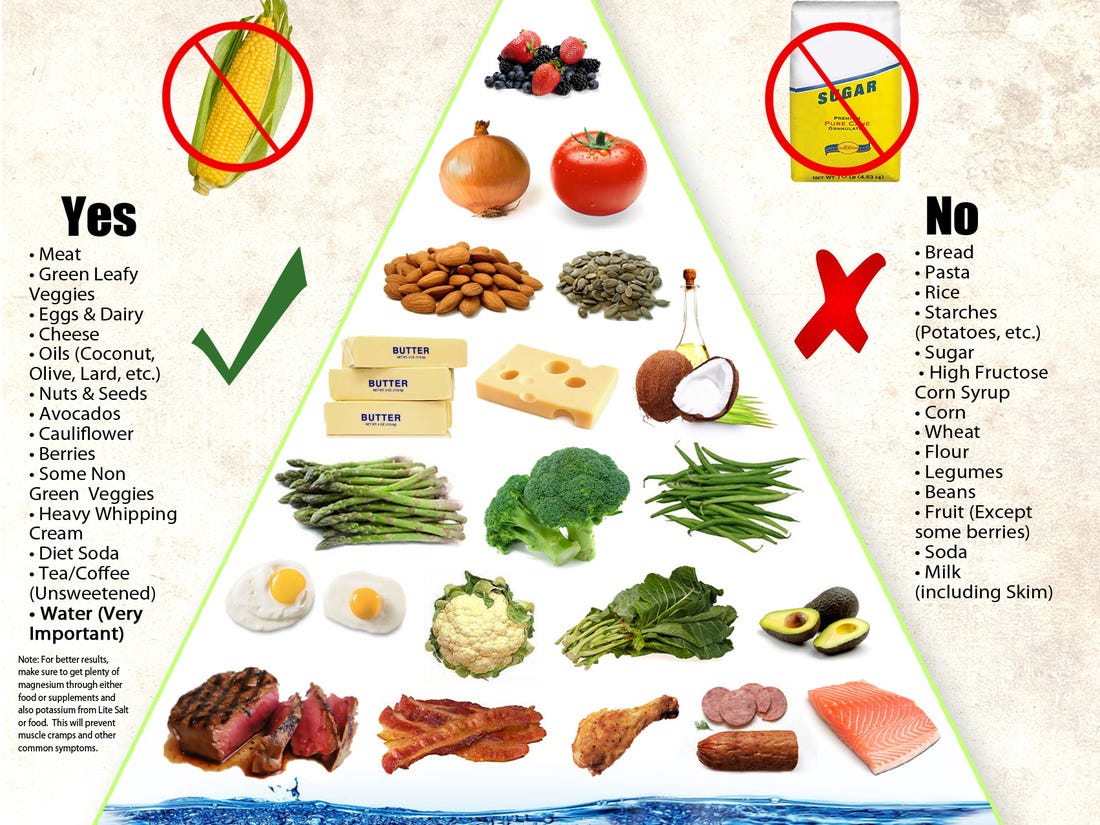 SUGAR
PREMIUM
PURE CANE
GRANULATED
NET WT 10 LB (4.53 kg)
Yes
• Meat
• Green Leafy
Veggies
• Eggs & Dairy
• Cheese
• Oils (Coconut,
Olive, Lard, etc.)
• Nuts & Seeds
• Avocados
• Cauliflower
• Berries
• Some Non
Green Veggies
• Heavy Whipping
Cream
• Diet Soda
• Tea/Coffee
(Unsweetened)
• Water (Very
Important)
Note: For better results,
make sure to get plenty of
magnesium through either
food or supplements and
also potassium from Lite Salt
or food. This will prevent
muscle cramps and other
common symptoms.
BUTTER
BUTTER
BUTTER
No
• Bread
• Pasta
• Rice
• Starches
(Potatoes, etc.)
• Sugar
• High Fructose
Corn Syrup
• Corn
• Wheat
• Flour
• Legumes
• Beans
• Fruit (Except
some berries)
• Soda
• Milk
(including Skim)